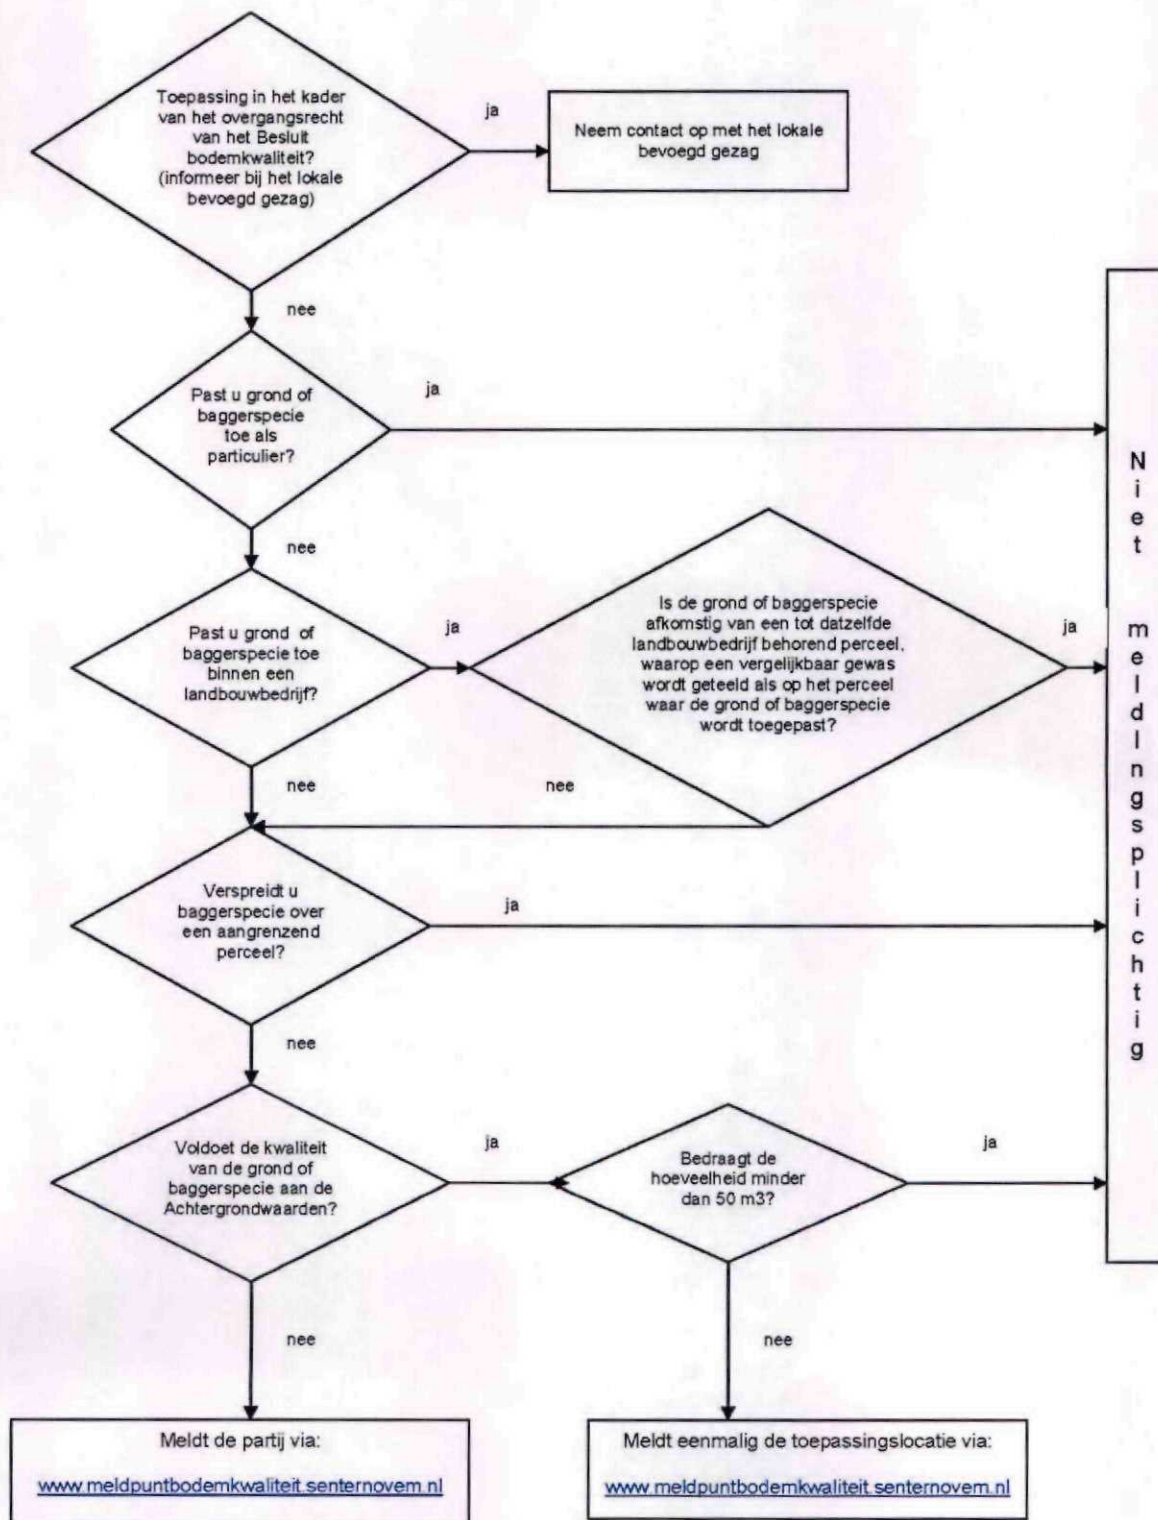 Toepassing in het kader
van het overgangsrecht
van het Besluit
bodemkwaliteit?
(informeer bij het lokale
bevoegd gezag)
ja
Neem contact op met het lokale
bevoegd gezag
nee
Past u grond of
baggerspecie
toe als
particulier?
ja
nee
Past u grond of
baggerspecie toe
binnen een
landbouwbedrijf?
ja
Is de grond of baggerspecie
afkomstig van een tot datzelfde
landbouwbedrijf behorend perceel,
waarop een vergelijkbaar gewas
wordt geteeld als op het perceel
waar de grond of baggerspecie
wordt toegepast?
ja
nee
nee
Verspreidt u
baggerspecie over
een aangrenzend
perceel?
ja
nee
Voldoet de kwaliteit
van de grond of
baggerspecie aan de
Achtergrondwaarden?
ja
Bedraagt de
hoeveelheid minder
dan 50 m3?
ja
nee
nee
Meldt de partij via:
www.meldpuntbodemkwaliteit.senternovem.nl
Meldt eenmalig de toepassingslocatie via:
www.meldpuntbodemkwaliteit.senternovem.nl
Niet meldIngsplichtig